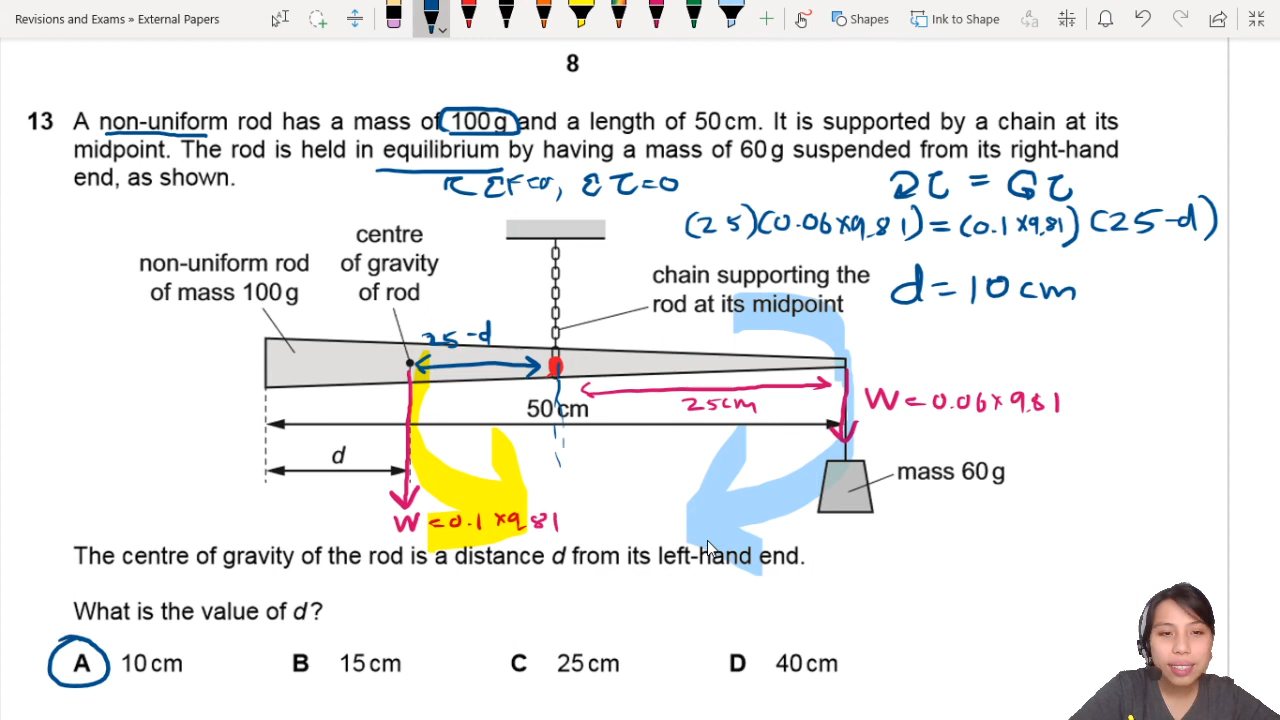 Revisions and Exams » External Papers
Shapes
Ink to Shape
8
13 A non-uniform rod has a mass of 100 g and a length of 50 cm. It is supported by a chain at its
midpoint. The rod is held in equilibrium by having a mass of 60 g suspended from its right-hand
end, as shown.
ΣF=0, Στ=0
↻τ = ↺τ
(25)(0.06×9.81)=(0.1×9.81)(25-d)
d=10cm
centre
of gravity
of rod
non-uniform rod
of mass 100 g
chain supporting the
rod at its midpoint
25-d
25cm
W=0.06×9.81
50 cm
d
mass 60 g
W=0.1×9.81
The centre of gravity of the rod is a distance d from its left-hand end.
What is the value of d?
A 10 cm B 15 cm C 25 cm D 40 cm